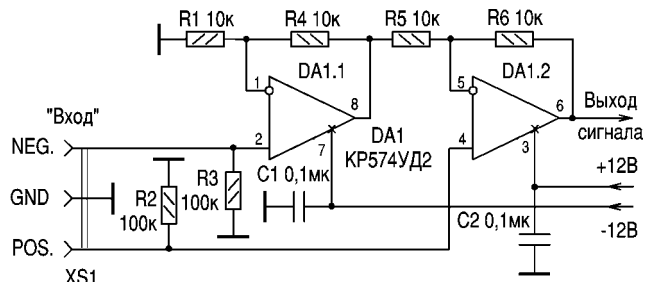 R1 10к
R4 10к
R5 10к
R6 10к
DA1.1
DA1.2
1
8
2
7
5
6
4
3
"Вход"
NEG.
GND
POS.
XS1
R2
100к
R3
100к
C1 0,1мк
DA1
КР574УД2
C2 0,1мк
Выход
сигнала
+12В
-12В